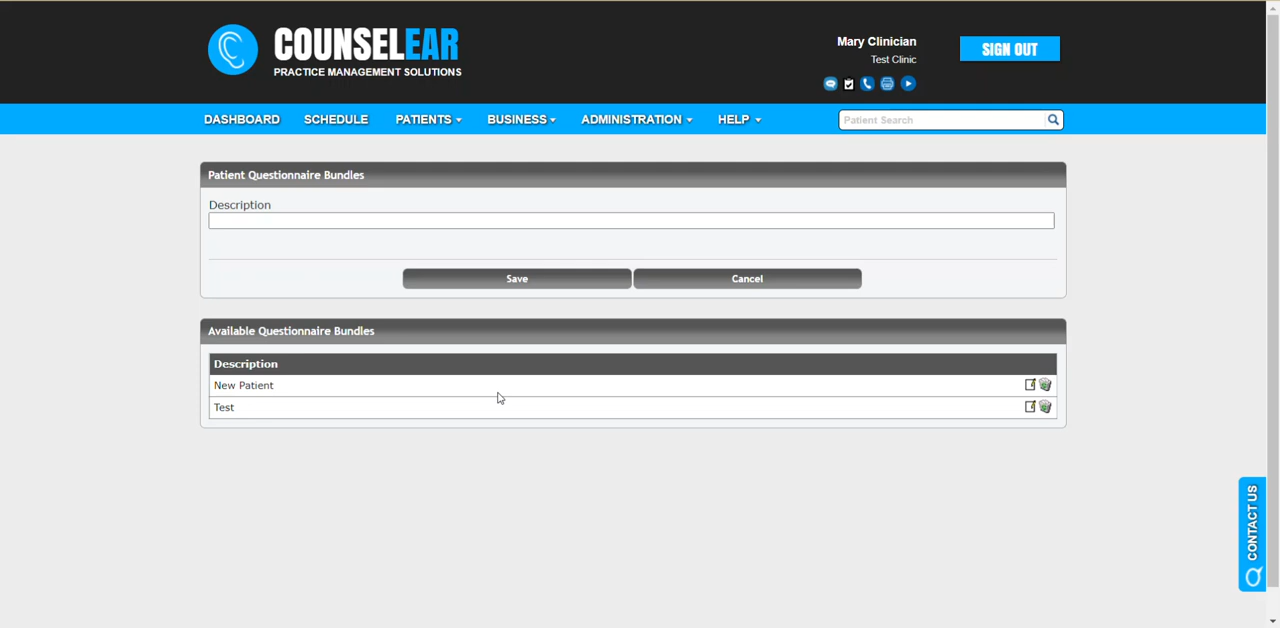 COUNSELEAR
PRACTICE MANAGEMENT SOLUTIONS
Mary Clinician
Test Clinic
SIGN OUT
DASHBOARD SCHEDULE PATIENTS BUSINESS ADMINISTRATION HELP Patient Search
Patient Questionnaire Bundles
Description
Save Cancel
Available Questionnaire Bundles
Description
New Patient
Test
CONTACT US